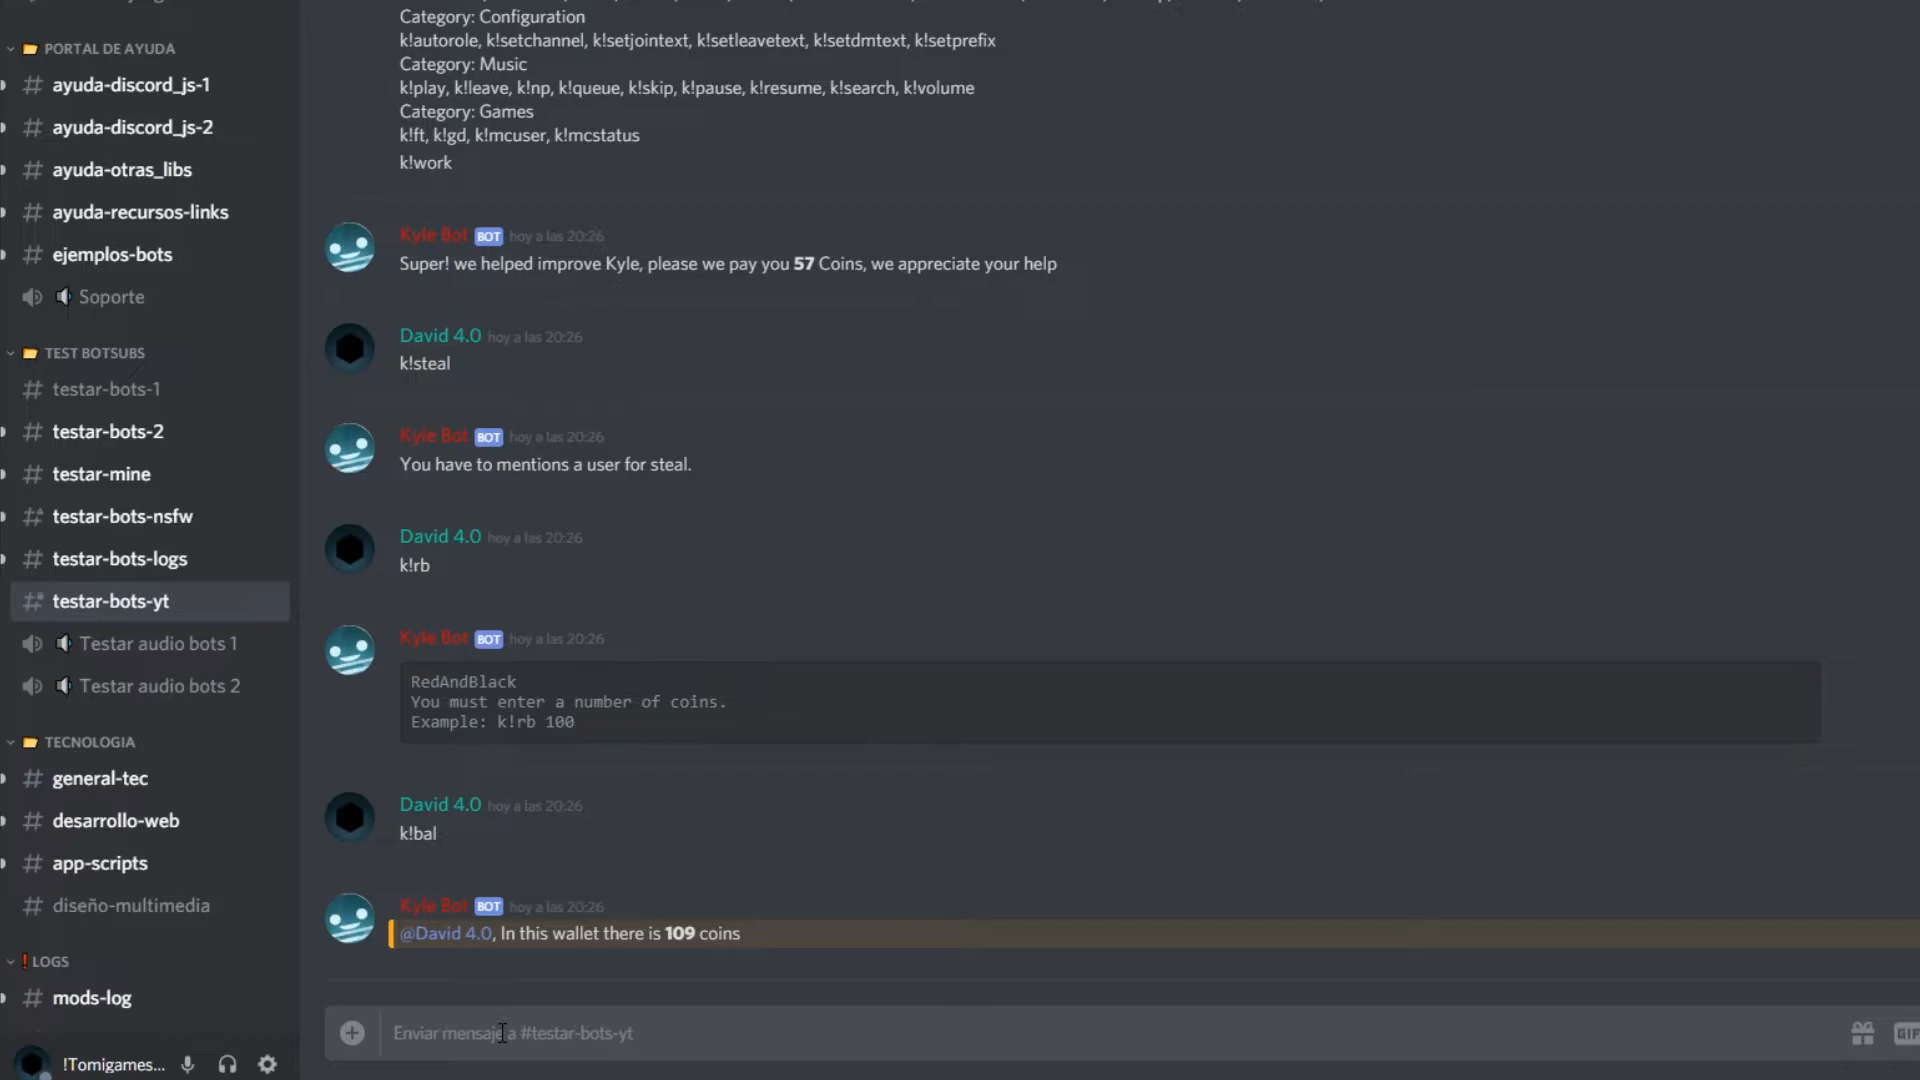 PORTAL DE AYUDA
ayuda-discord_js-1
ayuda-discord_js-2
ayuda-otras_libs
ayuda-recursos-links
ejemplos-bots
Soporte
TEST BOTSUBS
testar-bots-1
testar-bots-2
testar-mine
testar-bots-nsfw
testar-bots-logs
testar-bots-yt
Testar audio bots 1
Testar audio bots 2
TECNOLOGIA
general-tec
desarrollo-web
app-scripts
diseño-multimedia
LOGS
mods-log
!Tomigames...
Category: Configuration
k!autorole, k!setchannel, k!setjointext, k!setleavetext, k!setdmtext, k!setprefix
Category: Music
k!play, k!leave, k!np, k!queue, k!skip, k!pause, k!resume, k!search, k!volume
Category: Games
k!ft, k!gd, k!mcuser, k!mcstatus
k!work
Kyle Bot BOT hoy a las 20:26
Super! we helped improve Kyle, please we pay you 57 Coins, we appreciate your help
David 4.0 hoy a las 20:26
k!steal
Kyle Bot BOT hoy a las 20:26
You have to mentions a user for steal.
David 4.0 hoy a las 20:26
k!rb
Kyle Bot BOT hoy a las 20:26
RedAndBlack
You must enter a number of coins.
Example: k!rb 100
David 4.0 hoy a las 20:26
k!bal
Kyle Bot BOT hoy a las 20:26
@David 4.0, In this wallet there is 109 coins
Enviar mensaje a #testar-bots-yt
GIF